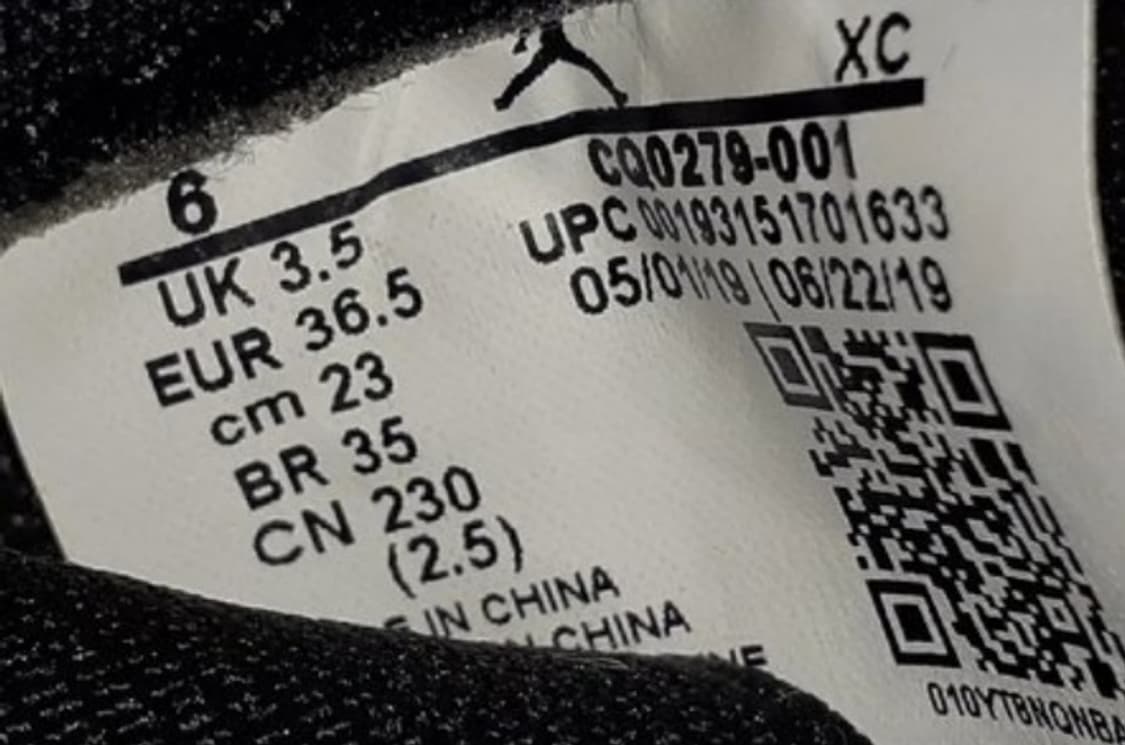 XC
6
CQ0279-001
UK 3.5
UPC 00193151701633
EUR 36.5
05/01/19 | 06/22/19
cm 23
BR 35
CN 230
(2.5)
IN CHINA
CHINA